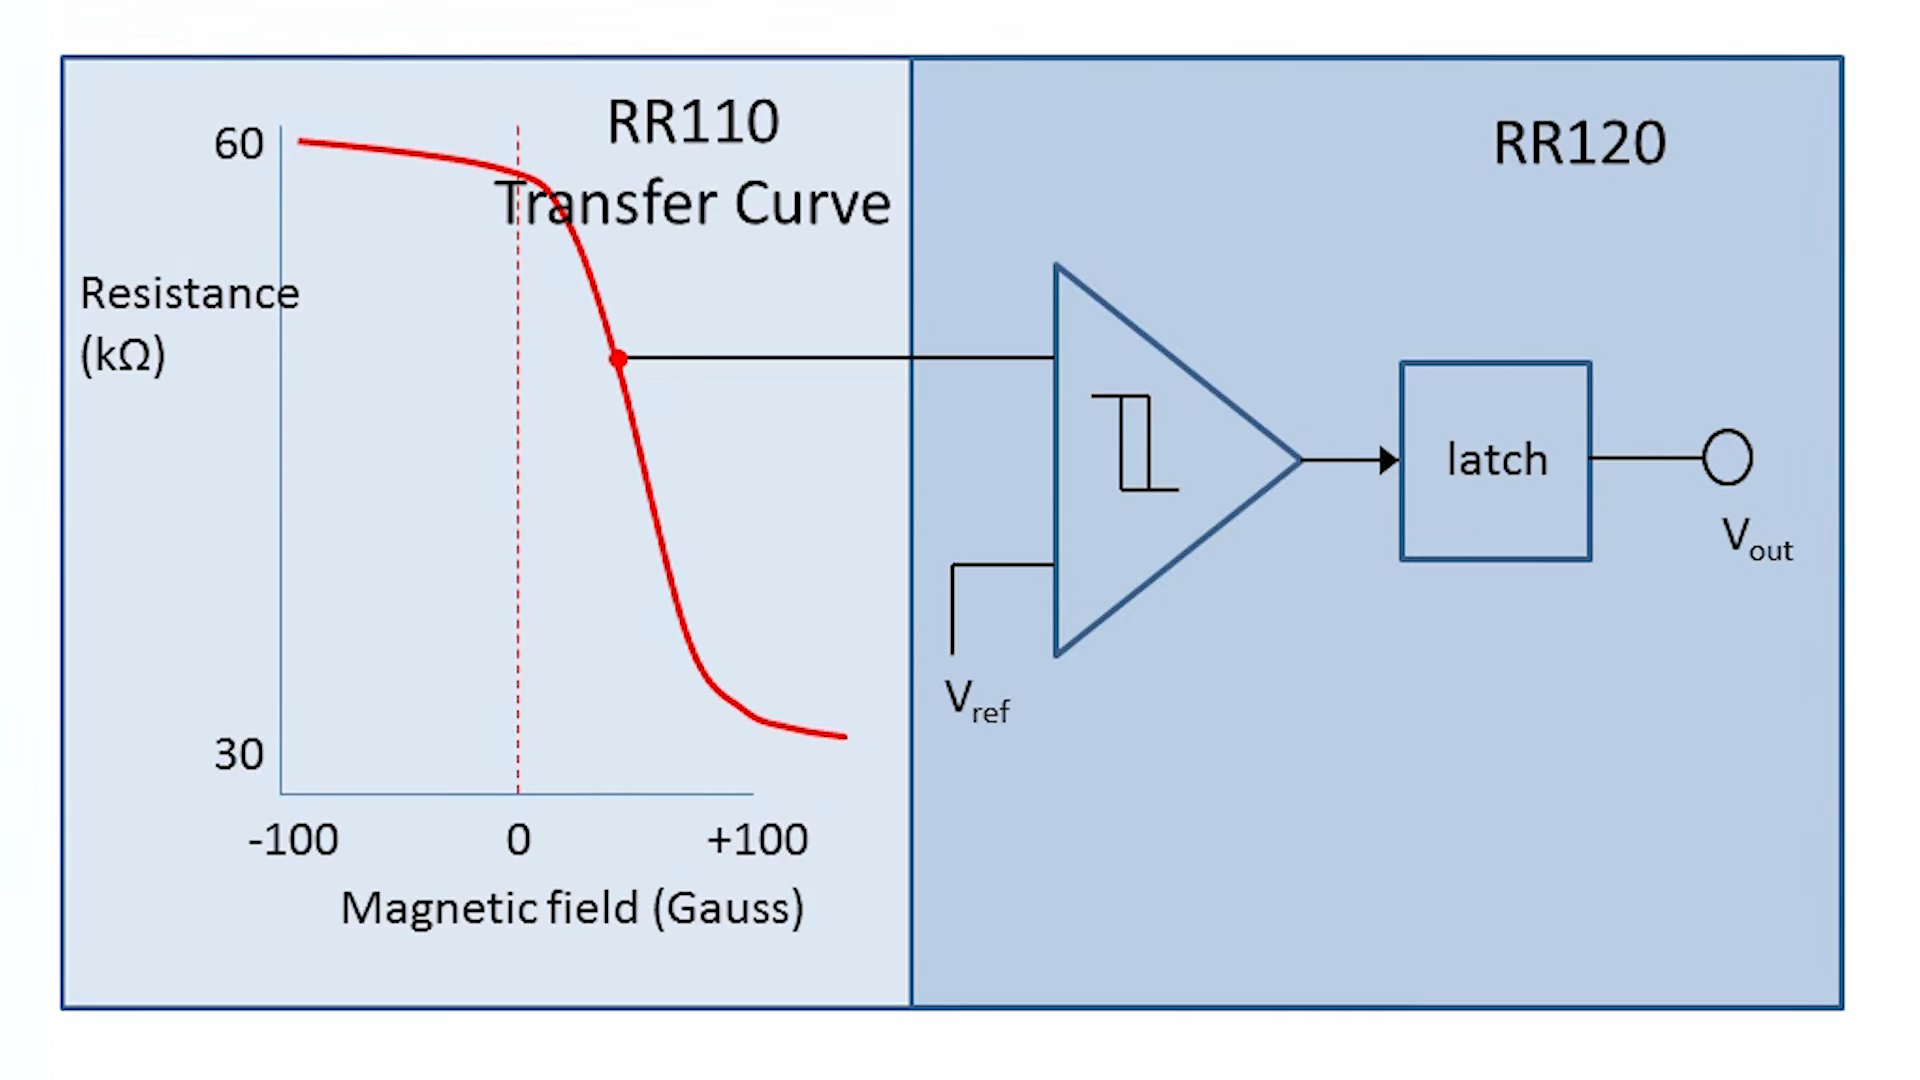 RR110
Transfer Curve
RR120
60
Resistance
(kΩ)
latch
Vout
Vref
30
-100 0 +100
Magnetic field (Gauss)